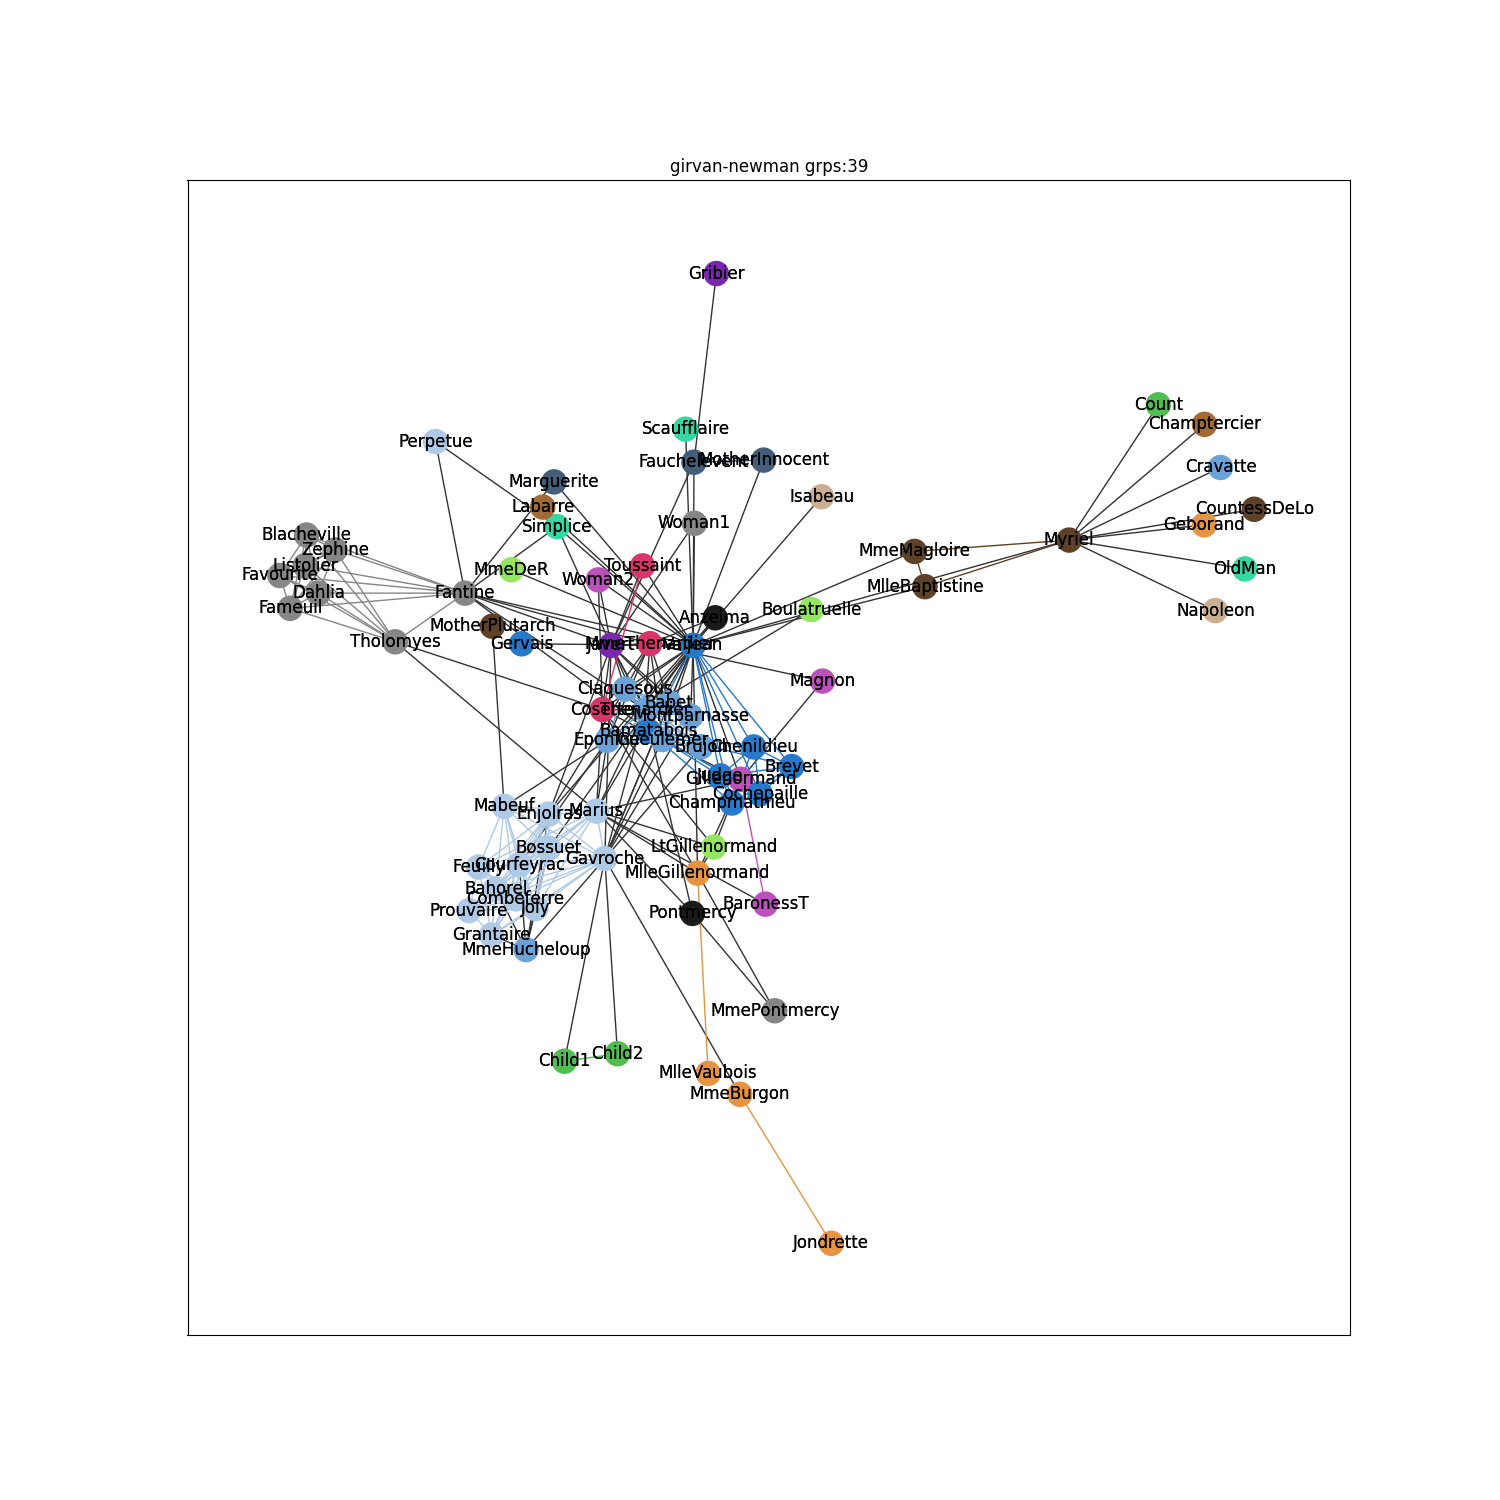 girvan-newman grps:39
Gribier
Count
Champtercier
Scaufflaire
Perpetue
Fauchelevent
MotherInnocent
Cravatte
Marguerite
Isabeau
Labarre
CountessDeLo
Simplice
Woman1
Geborand
Blacheville
Myriel
Zephine
MmeMagloire
Listolier
Toussaint
MmeDeR
OldMan
Favourite
Woman2
MlleBaptistine
Dahlia
Fantine
Fameuil
Boulatruelle
Napoleon
Anzelma
MotherPlutarch
Tholomyes
Gervais
Javert
MmeThenardier
Valjean
Magnon
Claquesous
Babet
Cosette
Thenardier
Montparnasse
Bamatabois
Eponine
Gueulemer
Brujon
Chenildieu
Brevet
Judge
Gillenormand
Cochepaille
Champmathieu
Mabeuf
Enjolras
Marius
Bossuet
LtGillenormand
Gavroche
Feuilly
Courfeyrac
MlleGillenormand
Bahorel
Combeferre
BaronessT
Joly
Prouvaire
Pontmercy
Grantaire
MmeHucheloup
MmePontmercy
Child2
Child1
MlleVaubois
MmeBurgon
Jondrette